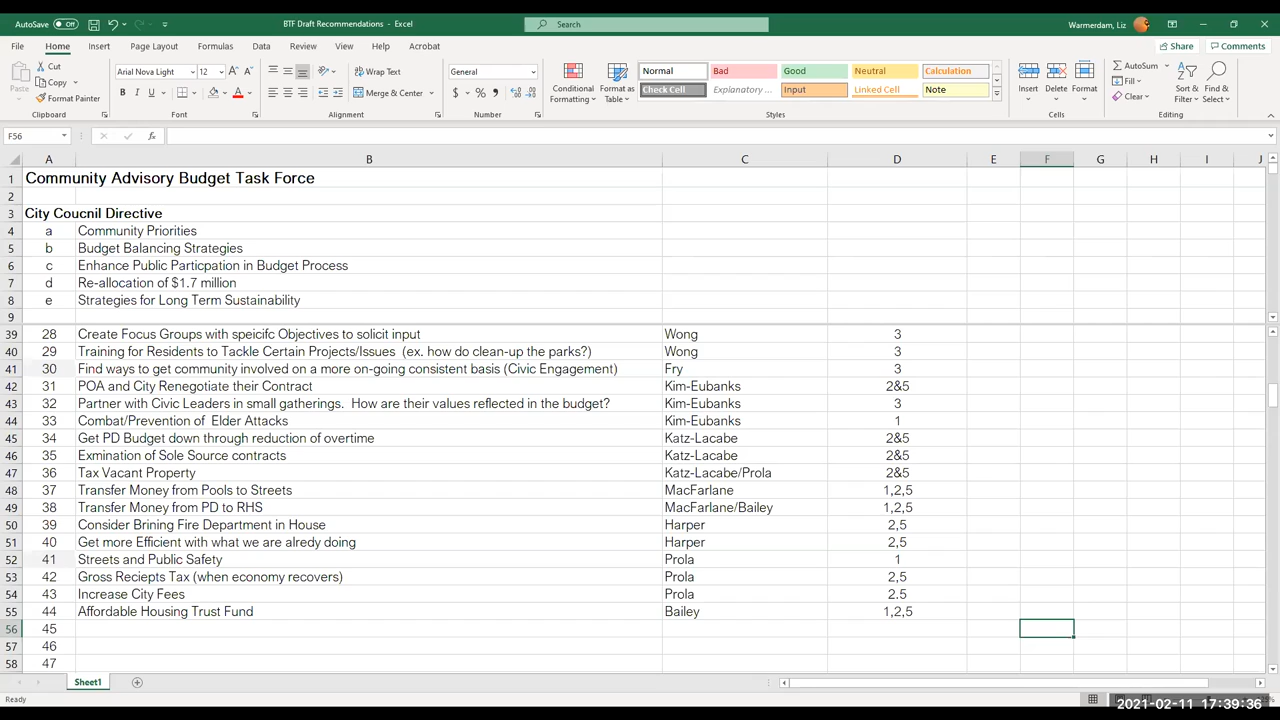 AutoSave Off BTF Draft Recommendations - Excel Search Warmerdam, Liz
File Home Insert Page Layout Formulas Data Review View Help Acrobat Share Comments
Paste Cut Copy Format Painter Arial Nova Light 12 B I U A Wrap Text Merge & Center General $ % Conditional Formatting Format as Table Normal Bad Good Neutral Calculation Check Cell Explanatory ... Input Linked Cell Note Insert Delete Format AutoSum Fill Clear Sort & Filter Find & Select
Clipboard Font Alignment Number Styles Cells Editing
F56 fx
A B C D E F G H I J
1 Community Advisory Budget Task Force
2
3 City Coucnil Directive
4 a Community Priorities
5 b Budget Balancing Strategies
6 c Enhance Public Particpation in Budget Process
7 d Re-allocation of $1.7 million
8 e Strategies for Long Term Sustainability
9
39 28 Create Focus Groups with speicifc Objectives to solicit input Wong 3
40 29 Training for Residents to Tackle Certain Projects/Issues (ex. how do clean-up the parks?) Wong 3
41 30 Find ways to get community involved on a more on-going consistent basis (Civic Engagement) Fry 3
42 31 POA and City Renegotiate their Contract Kim-Eubanks 2&5
43 32 Partner with Civic Leaders in small gatherings. How are their values reflected in the budget? Kim-Eubanks 3
44 33 Combat/Prevention of Elder Attacks Kim-Eubanks 1
45 34 Get PD Budget down through reduction of overtime Katz-Lacabe 2&5
46 35 Exmination of Sole Source contracts Katz-Lacabe 2&5
47 36 Tax Vacant Property Katz-Lacabe/Prola 2&5
48 37 Transfer Money from Pools to Streets MacFarlane 1,2,5
49 38 Transfer Money from PD to RHS MacFarlane/Bailey 1,2,5
50 39 Consider Brining Fire Department in House Harper 2,5
51 40 Get more Efficient with what we are alredy doing Harper 2,5
52 41 Streets and Public Safety Prola 1
53 42 Gross Reciepts Tax (when economy recovers) Prola 2,5
54 43 Increase City Fees Prola 2.5
55 44 Affordable Housing Trust Fund Bailey 1,2,5
56 45
57 46
58 47
Sheet1
Ready
2021-02-11 17:39:36